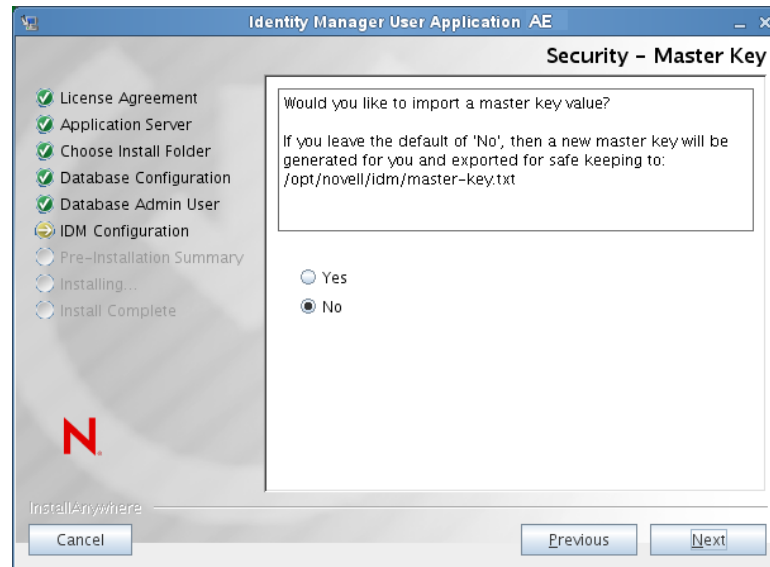 Identity Manager User Application AE
Security – Master Key
License Agreement
Application Server
Choose Install Folder
Database Configuration
Database Admin User
IDM Configuration
Pre-Installation Summary
Installing...
Install Complete
Would you like to import a master key value?
If you leave the default of 'No', then a new master key will be
generated for you and exported for safe keeping to:
/opt/novell/idm/master-key.txt
Yes
No
N
InstallAnywhere
Cancel
Previous
Next